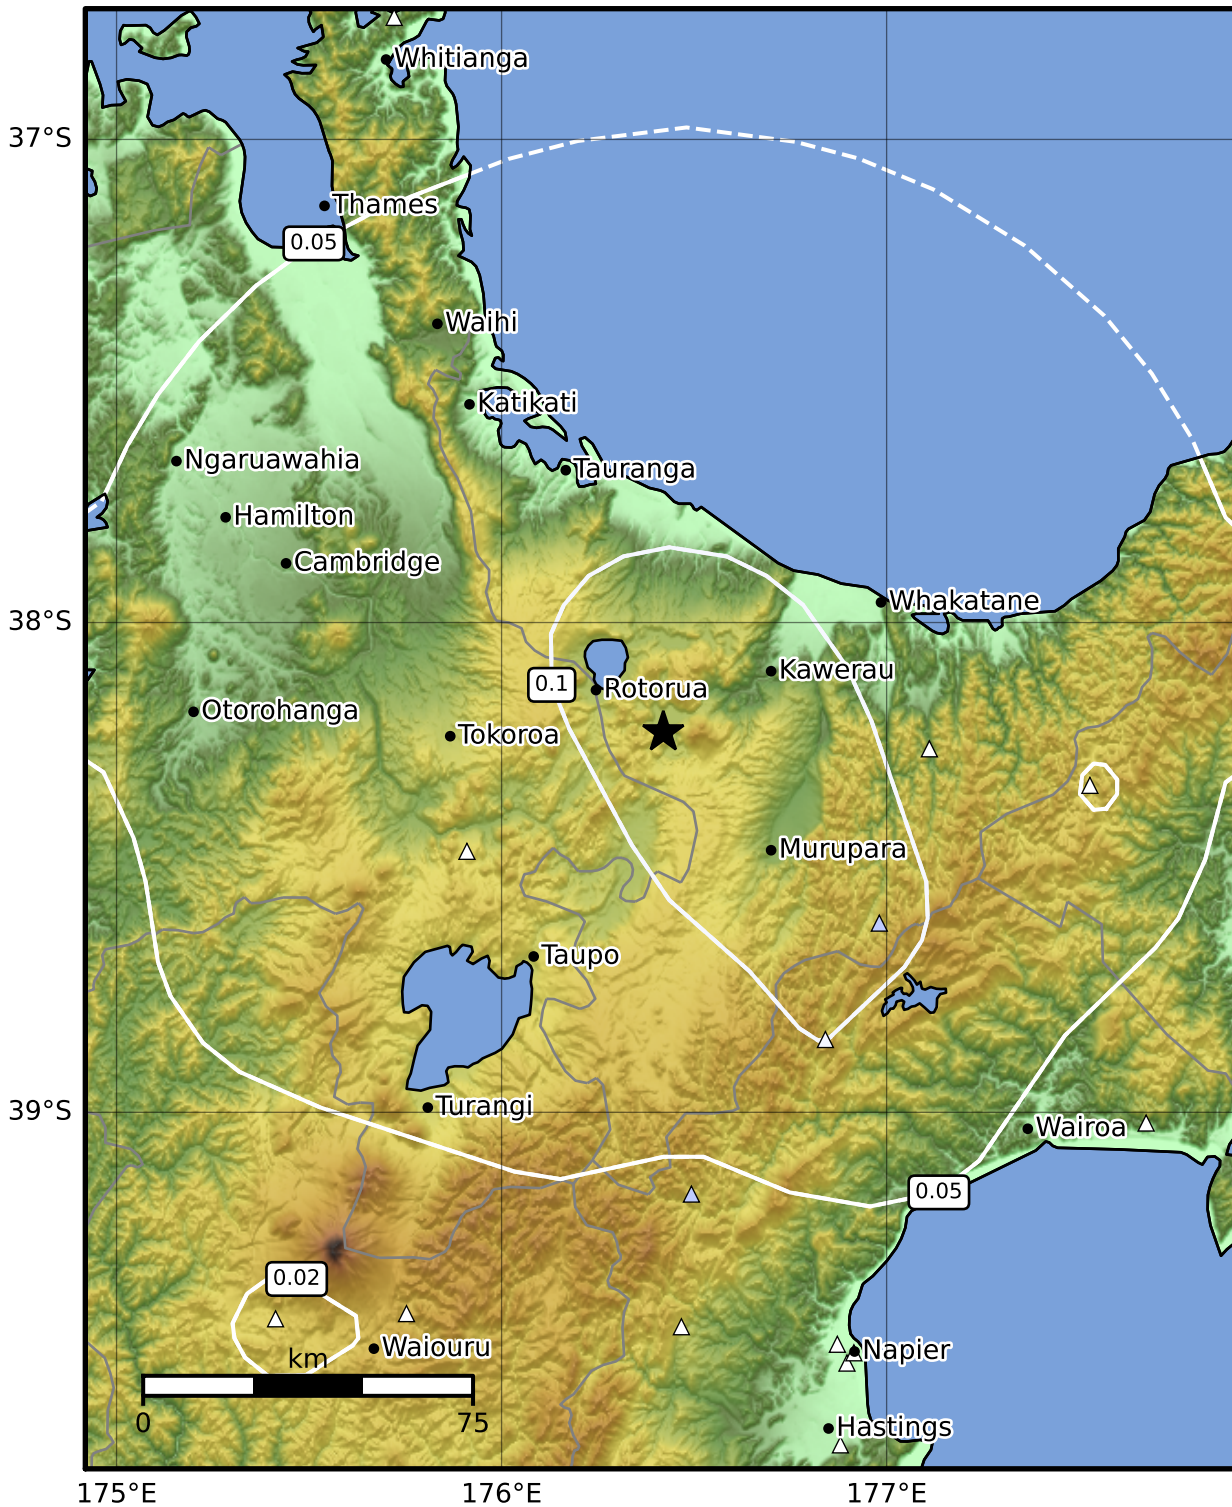 Whitianga
37°S
Thames
0.05
Waihi
Katikati
Ngaruawahia
Tauranga
Hamilton
Cambridge
Whakatane
38°S
Kawerau
0.1
Rotorua
Otorohanga
Tokoroa
Murupara
Taupo
Turangi
39°S
Wairoa
0.05
0.02
Waiouru
Napier
km
0
75
Hastings
175°E
176°E
177°E